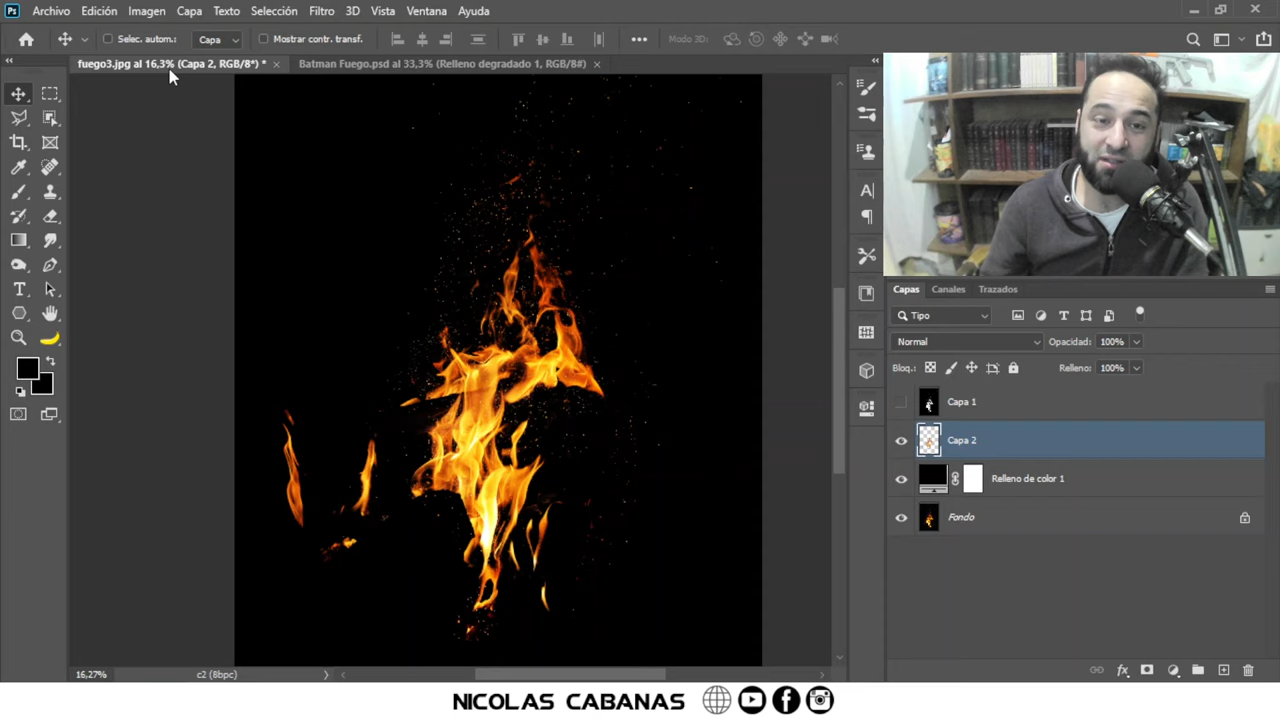 Ps Archivo Edición Imagen Capa Texto Selección Filtro 3D Vista Ventana Ayuda
Selec. autom.: Capa Mostrar contr. transf. Modo 3D:
fuego3.jpg al 16,3% (Capa 2, RGB/8*) * Batman Fuego.psd al 33,3% (Relleno degradado 1, RGB/8#)
Capas Canales Trazados
Tipo
Normal Opacidad: 100%
Bloq.: Relleno: 100%
Capa 1
Capa 2
Relleno de color 1
Fondo
16,27% c2 (8bpc)
NICOLAS CABANAS